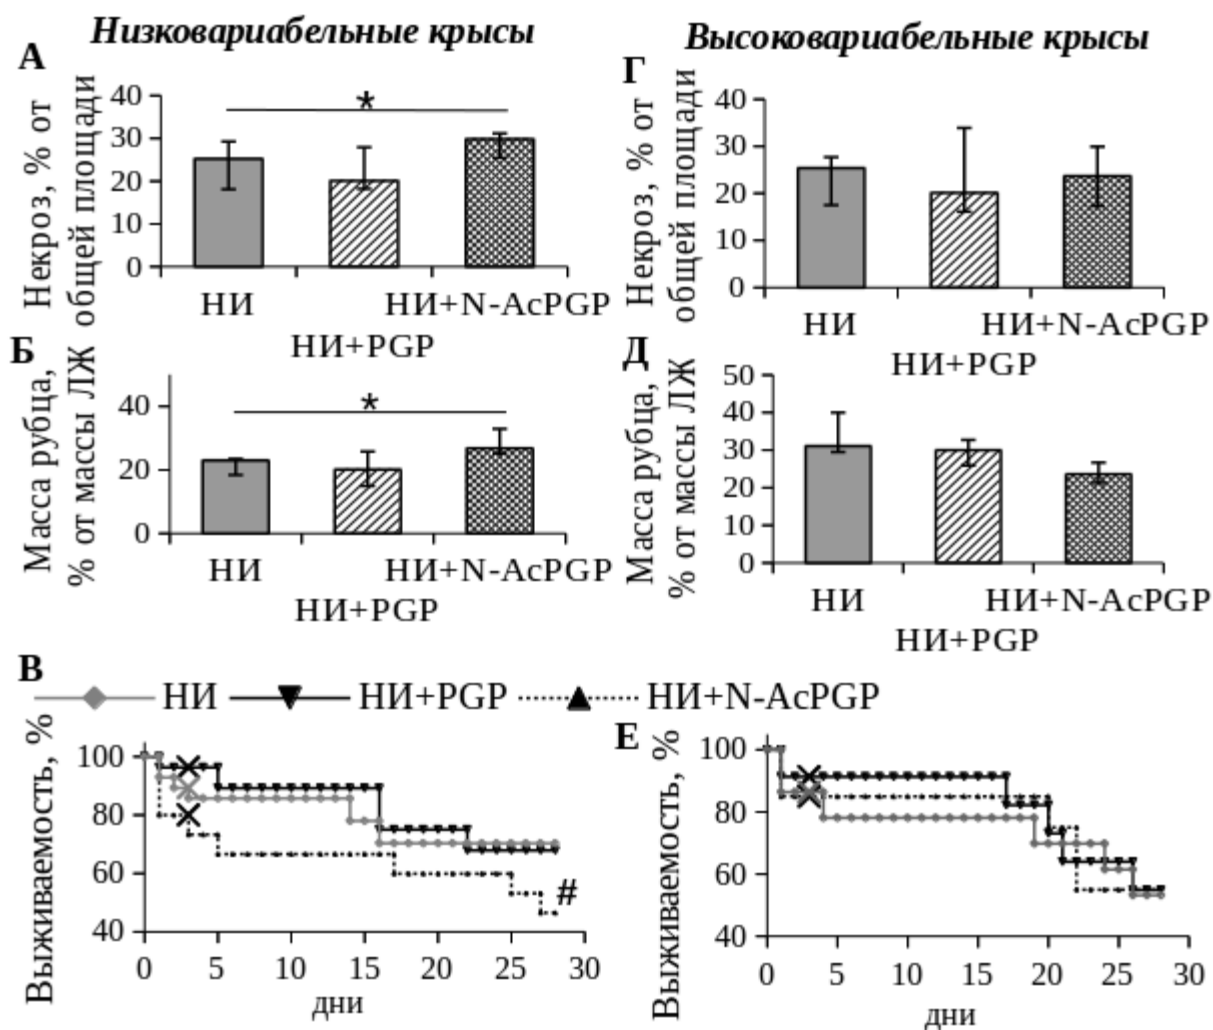 Низковариабельные крысы
Высоковариабельные крысы
А
Некроз, % от
общей площади
40
30
20
10
0
*
НИ
НИ+N-AcPGP
НИ+PGP
Г
Некроз, % от
общей площади
40
30
20
10
0
НИ
НИ+N-AcPGP
НИ+PGP
Б
Масса рубца,
% от массы ЛЖ
40
20
0
*
НИ
НИ+N-AcPGP
НИ+PGP
Д
Масса рубца,
% от массы ЛЖ
50
40
30
20
10
0
НИ
НИ+N-AcPGP
НИ+PGP
В
НИ
НИ+PGP
НИ+N-AcPGP
Выживаемость, %
100
80
60
40
#
0 5 10 15 20 25 30
дни
Е
Выживаемость, %
100
80
60
40
0 5 10 15 20 25 30
дни